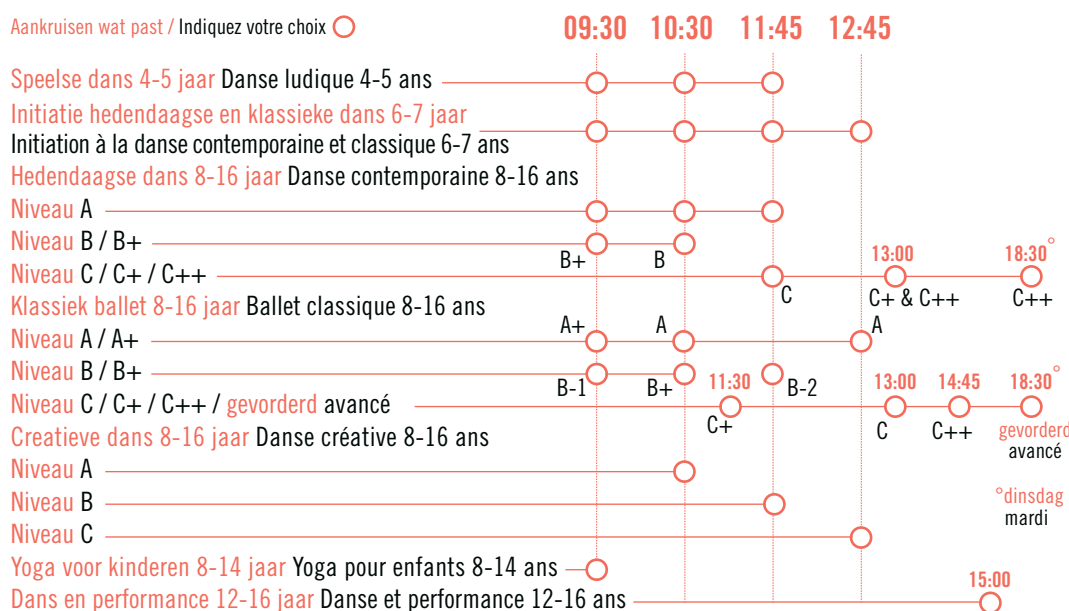 Aankruisen wat past / Indiquez votre choix
09:30 10:30 11:45 12:45
Speelse dans 4-5 jaar Danse ludique 4-5 ans
Initiatie hedendaagse en klassieke dans 6-7 jaar
Initiation à la danse contemporaine et classique 6-7 ans
Hedendaagse dans 8-16 jaar Danse contemporaine 8-16 ans
Niveau A
Niveau B / B+
B+ B
13:00 18:30°
Niveau C / C+ / C++
C C+ & C++ C++
Klassiek ballet 8-16 jaar Ballet classique 8-16 ans
A+ A A
Niveau A / A+
Niveau B / B+
B-1 B+ B-2
11:30 13:00 14:45 18:30°
Niveau C / C+ / C++ / gevorderd avancé
C+ C C++ gevorderd
avancé
Creatieve dans 8-16 jaar Danse créative 8-16 ans
Niveau A
Niveau B
°dinsdag
mardi
Niveau C
Yoga voor kinderen 8-14 jaar Yoga pour enfants 8-14 ans
15:00
Dans en performance 12-16 jaar Danse et performance 12-16 ans